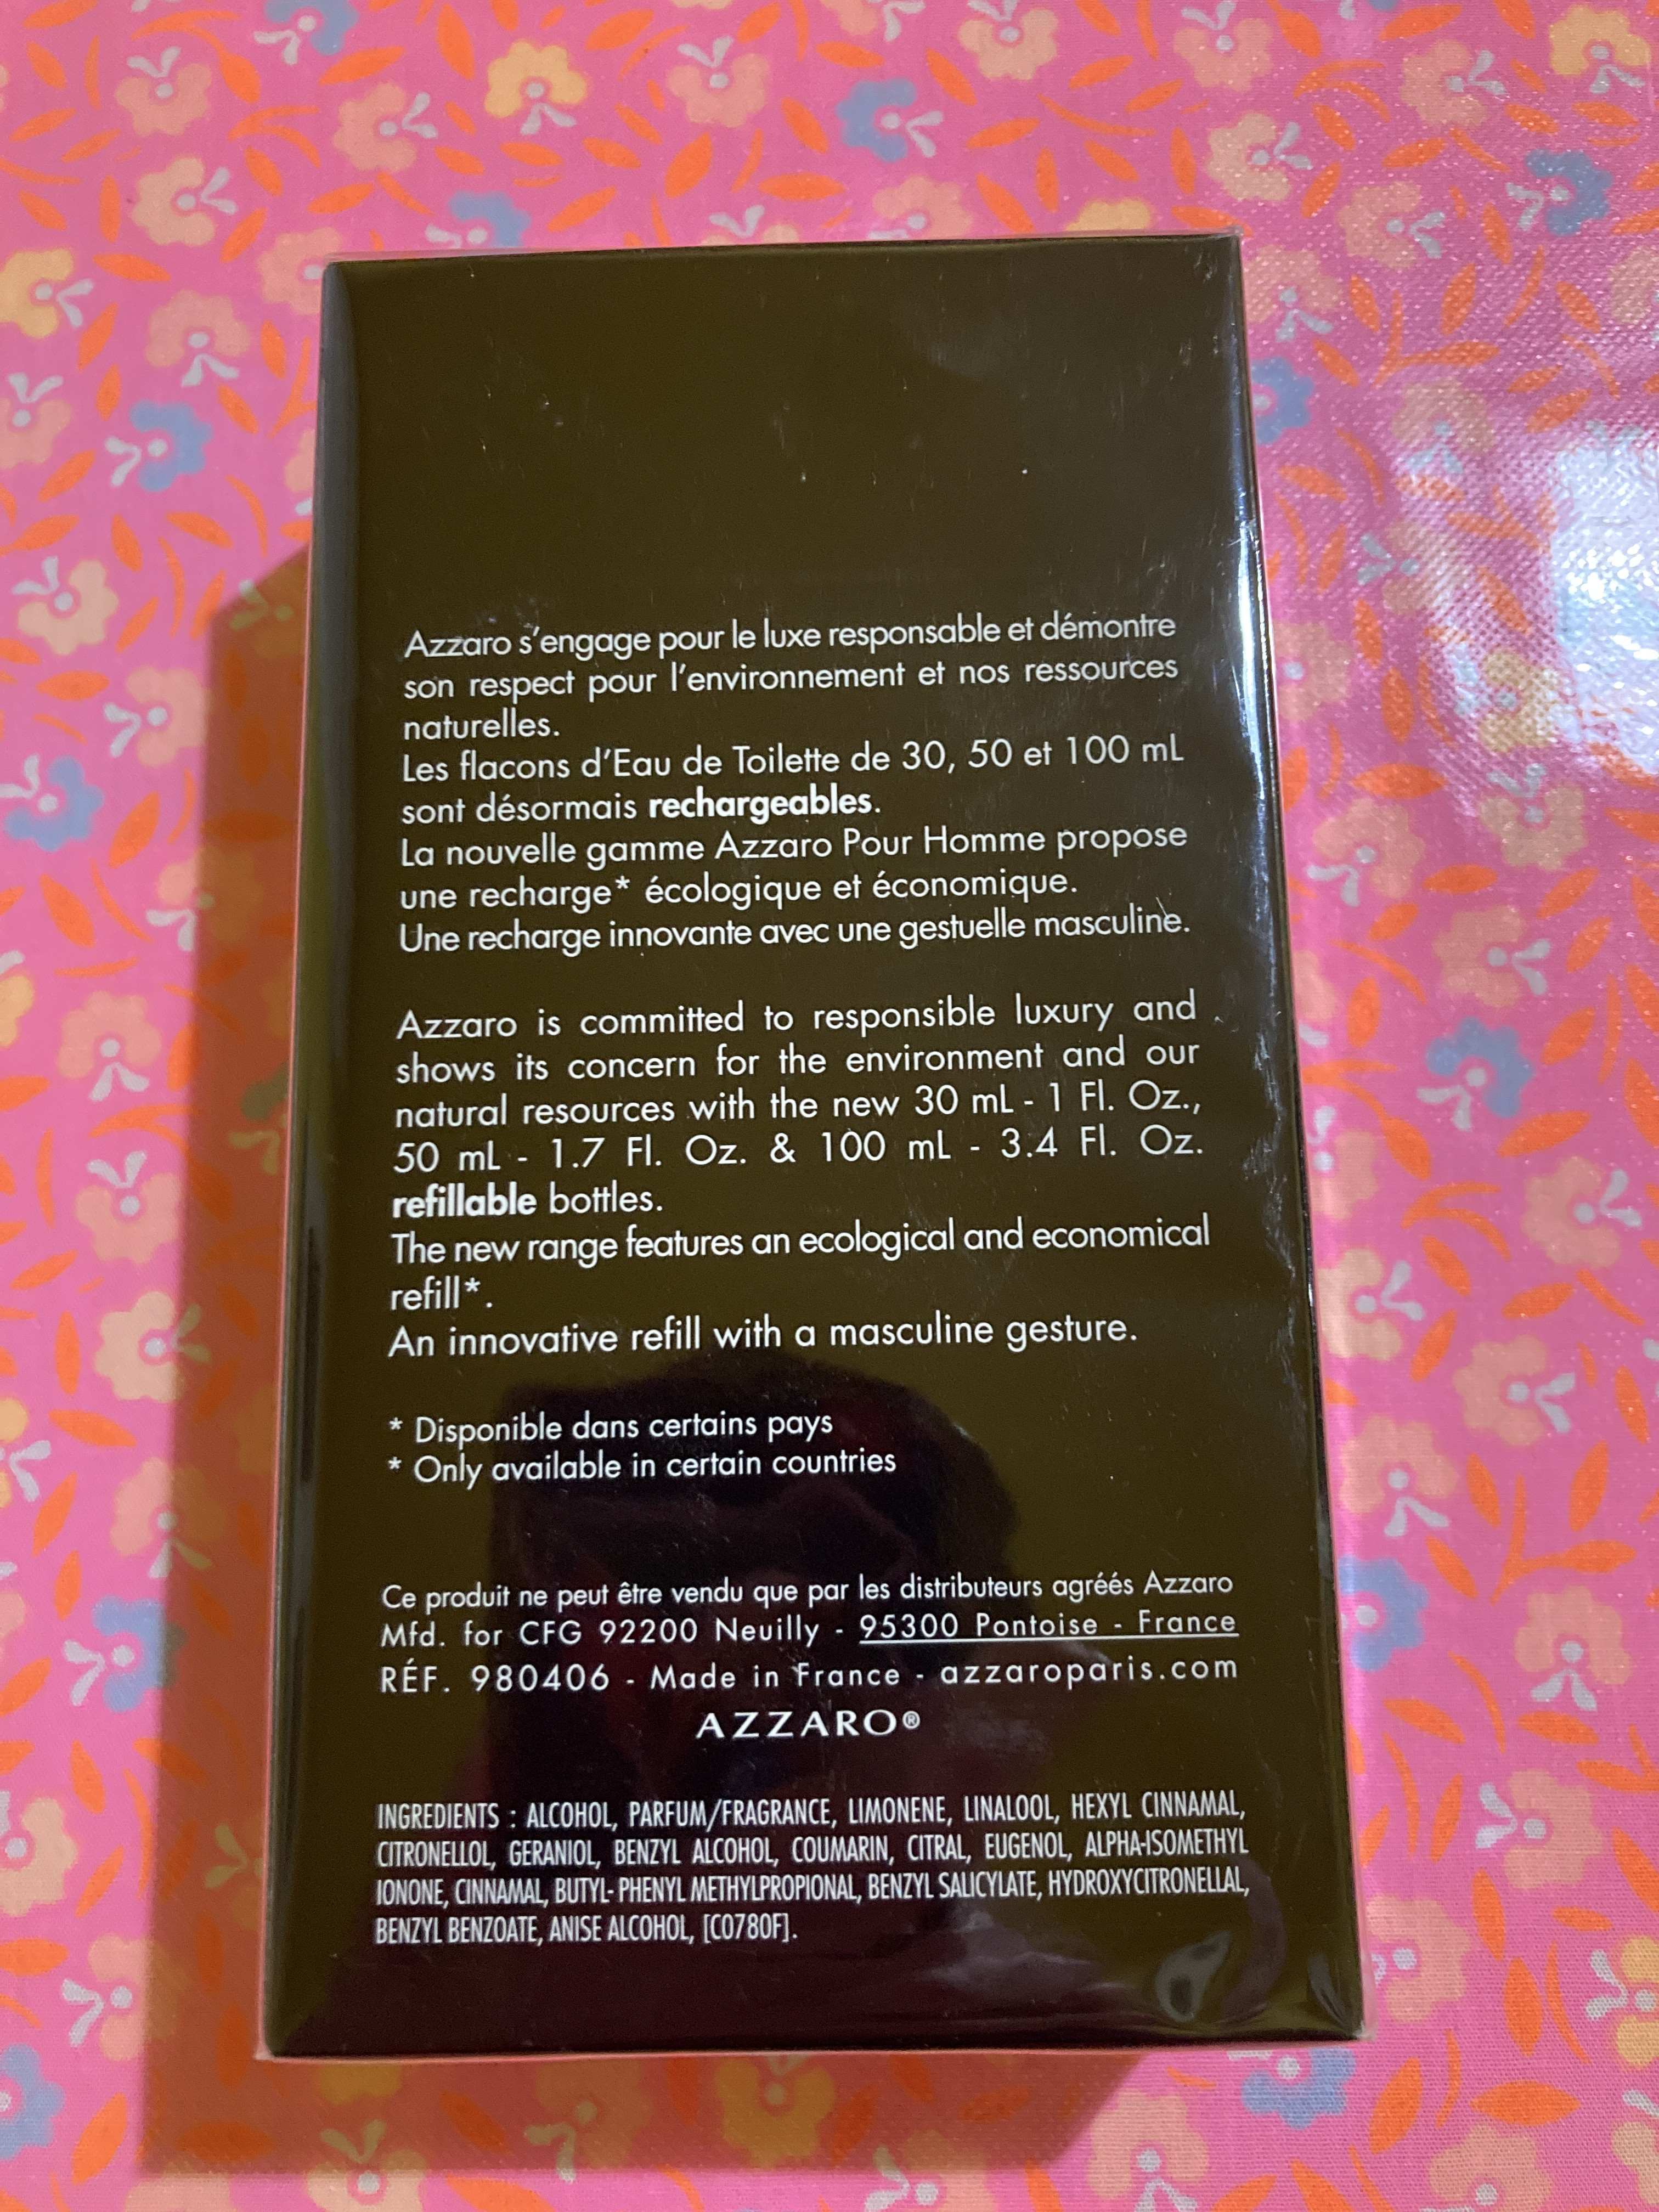 Azzaro s'engage pour le luxe responsable et démontre
son respect pour l'environnement et nos ressources
naturelles.
Les flacons d'Eau de Toilette de 30, 50 et 100 mL
sont désormais rechargeables.
La nouvelle gamme Azzaro Pour Homme propose
une recharge* écologique et économique.
Une recharge innovante avec une gestuelle masculine.
Azzaro is committed to responsible luxury and
shows its concern for the environment and our
natural resources with the new 30 mL - 1 Fl. Oz.,
50 mL - 1.7 Fl. Oz. & 100 mL - 3.4 Fl. Oz.
refillable bottles.
The new range features an ecological and economical
refill*.
An innovative refill with a masculine gesture.
* Disponible dans certains pays
* Only available in certain countries
Ce produit ne peut être vendu que par les distributeurs agréés Azzaro
Mfd. for CFG 92200 Neuilly - 95300 Pontoise - France
RÉF. 980406 - Made in France - azzaroparis.com
AZZARO®
INGREDIENTS : ALCOHOL, PARFUM/FRAGRANCE, LIMONENE, LINALOOL, HEXYL CINNAMAL,
CITRONELLOL, GERANIOL, BENZYL ALCOHOL, COUMARIN, CITRAL, EUGENOL, ALPHA-ISOMETHYL
IONONE, CINNAMAL, BUTYL- PHENYL METHYLPROPIONAL, BENZYL SALICYLATE, HYDROXYCITRONELLAL,
BENZYL BENZOATE, ANISE ALCOHOL, [C0780F].